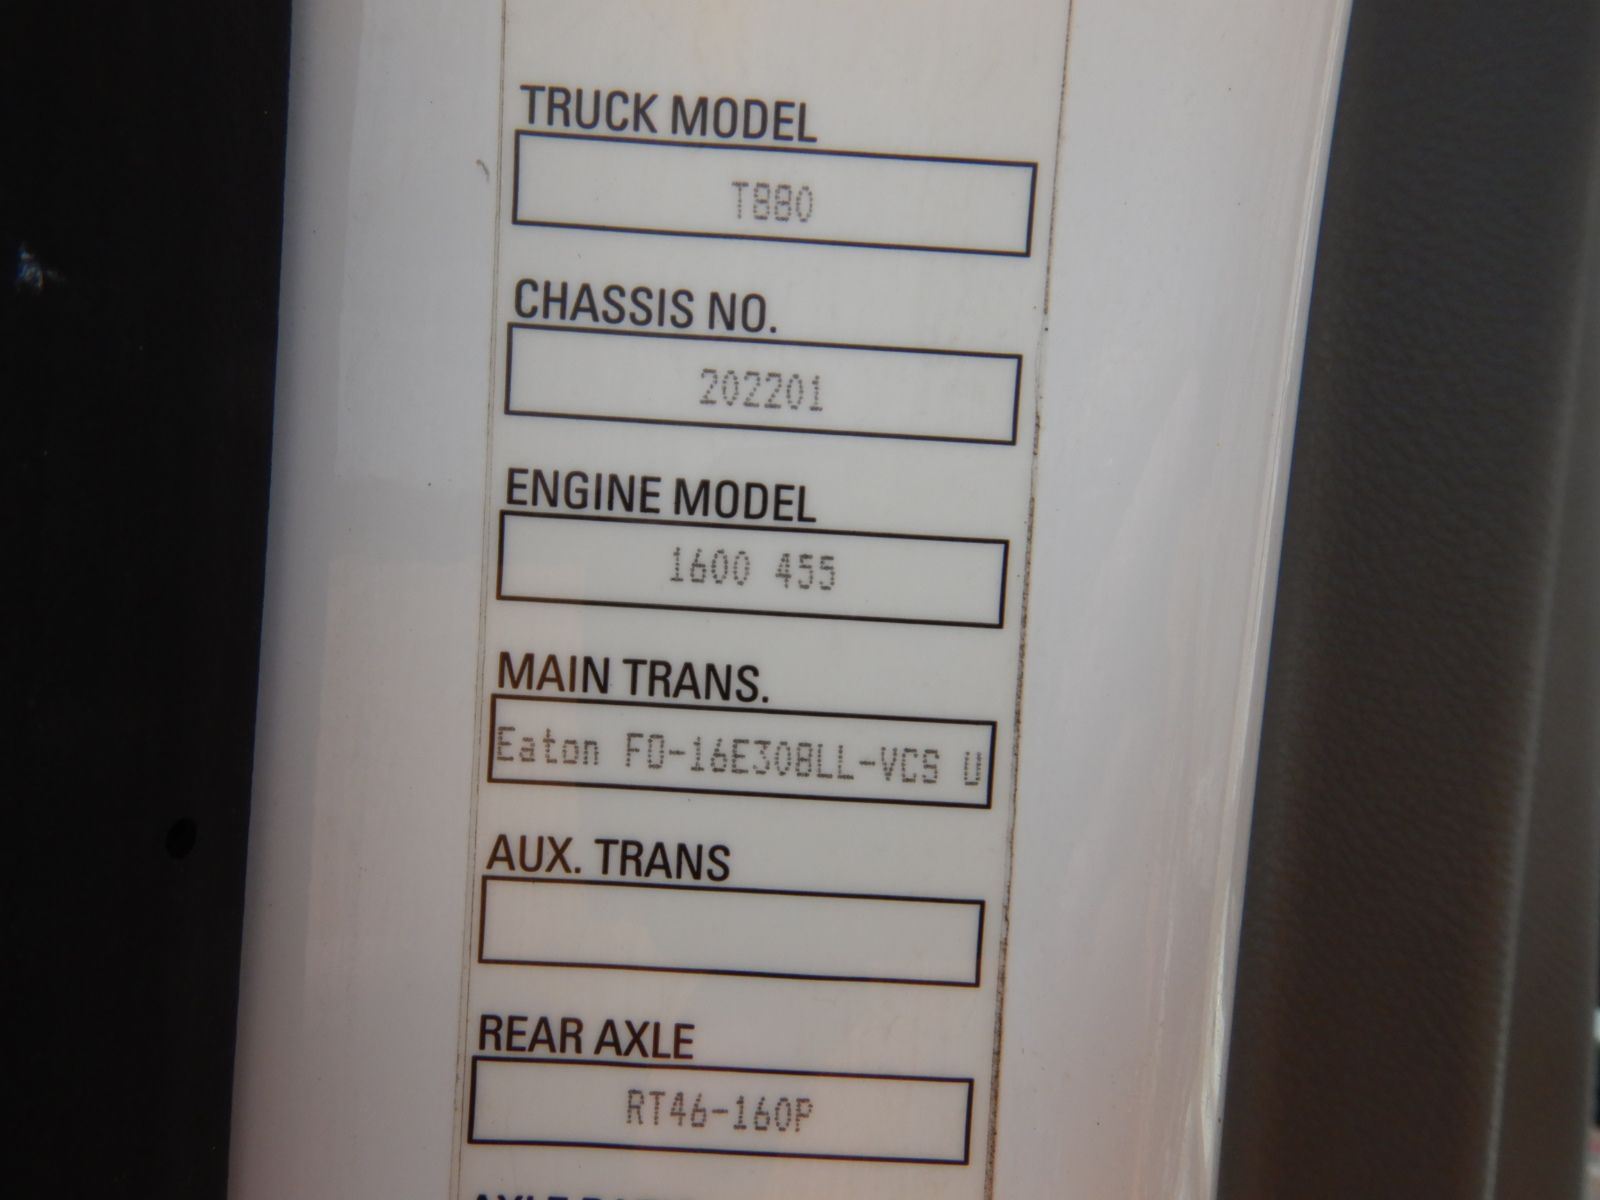 TRUCK MODEL
T880
CHASSIS NO.
202201
ENGINE MODEL
1600 455
MAIN TRANS.
Eaton FO-16E308LL-VCS U
AUX. TRANS
REAR AXLE
RT46-160P